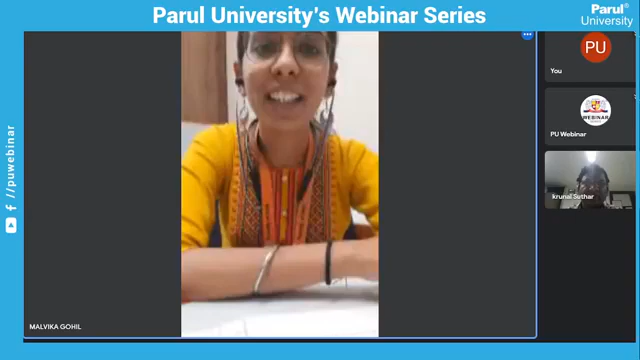 Parul University's Webinar Series
Parul®
University
PU
You
WEBINAR
PU Webinar
krunal Suthar
//puwebinar
MALVIKA GOHIL